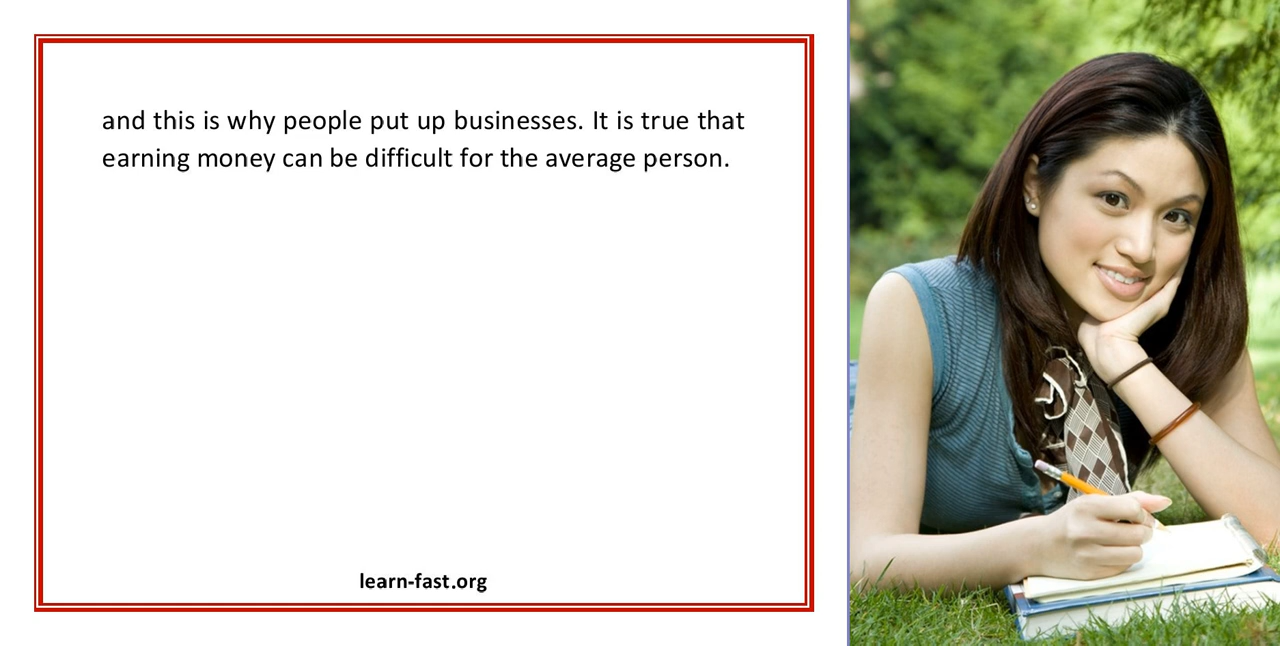 and this is why people put up businesses. It is true that
earning money can be difficult for the average person.
learn-fast.org